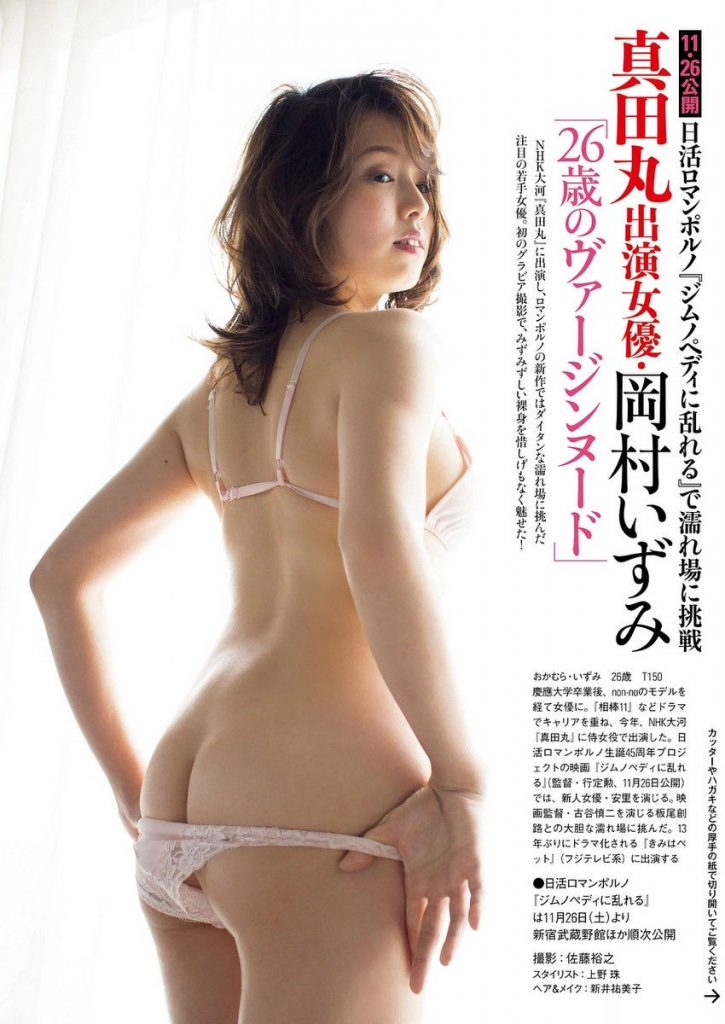 11・26公開
日活ロマンポルノ『ジムノペディに乱れる』で濡れ場に挑戦
真田丸出演女優・岡村いずみ
「26歳のヴァージンヌード」
NHK大河『真田丸』に出演し、ロマンポルノの新作ではダイタンな濡れ場に挑んだ
注目の若手女優。初のグラビア撮影で、みずみずしい裸身を惜しげもなく魅せた！
おかむら・いずみ　26歳　T150
慶應大学卒業後、non-noのモデルを
経て女優に。『相棒11』などドラマ
でキャリアを重ね、今年、NHK大河
『真田丸』に侍女役で出演した。日
活ロマンポルノ生誕45周年プロジ
ェクトの映画『ジムノペディに乱れ
る』（監督・行定勲、11月26日公開）
では、新人女優・安里を演じる。映
画監督・古谷慎二を演じる板尾創
路との大胆な濡れ場に挑んだ。13
年ぶりにドラマ化される『きみはペ
ット』（フジテレビ系）に出演する
●日活ロマンポルノ
『ジムノペディに乱れる』
は11月26日（土）より
新宿武蔵野館ほか順次公開
撮影：佐藤裕之
スタイリスト：上野 珠
ヘア＆メイク：新井祐美子
カッターやハガキなどの厚手の紙で切り開いてご覧ください→